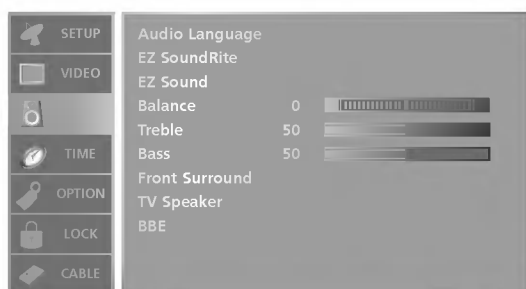 SETUP
VIDEO
TIME
OPTION
LOCK
CABLE
Audio Language
EZ SoundRite
EZ Sound
Balance 0
Treble 50
Bass 50
Front Surround
TV Speaker
BBE